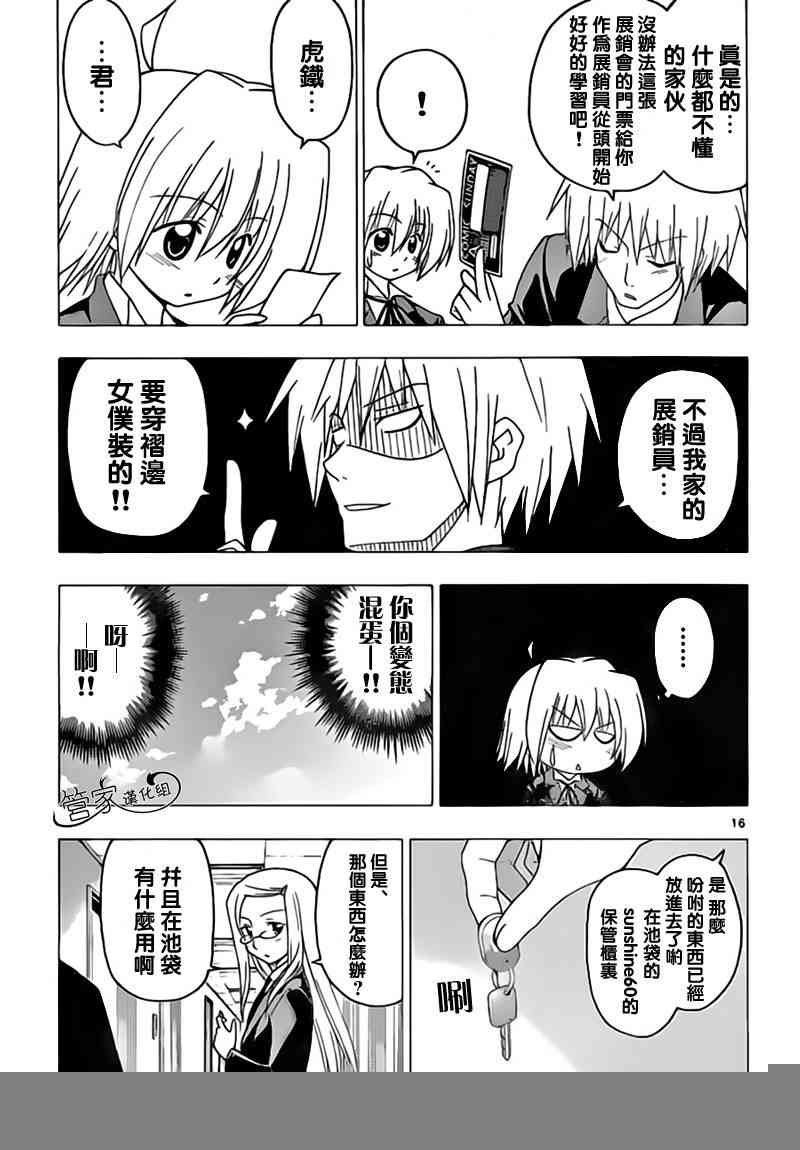 眞是的…
什麼都不懂
的家伙
沒辦法這張
展銷會的門票給你
作爲展銷員從頭開始
好好的學習吧！
！
虎鐵…
…君…
不過我家的
展銷員…
要穿褶邊
女僕裝的!!
……
你個變態
混蛋—!!
呀—
—啊!!
管家漢化組
16
是 那麼
吩咐的東西已經
放進去了喲
在池袋的
sunshine60的
保管櫃裏
唰
但是、
那個東西怎麼辦？
幷且在池袋
有什麼用啊